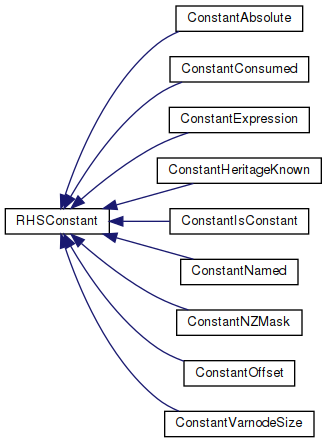 ConstantAbsolute
ConstantConsumed
ConstantExpression
ConstantHeritageKnown
RHSConstant
ConstantIsConstant
ConstantNamed
ConstantNZMask
ConstantOffset
ConstantVarnodeSize